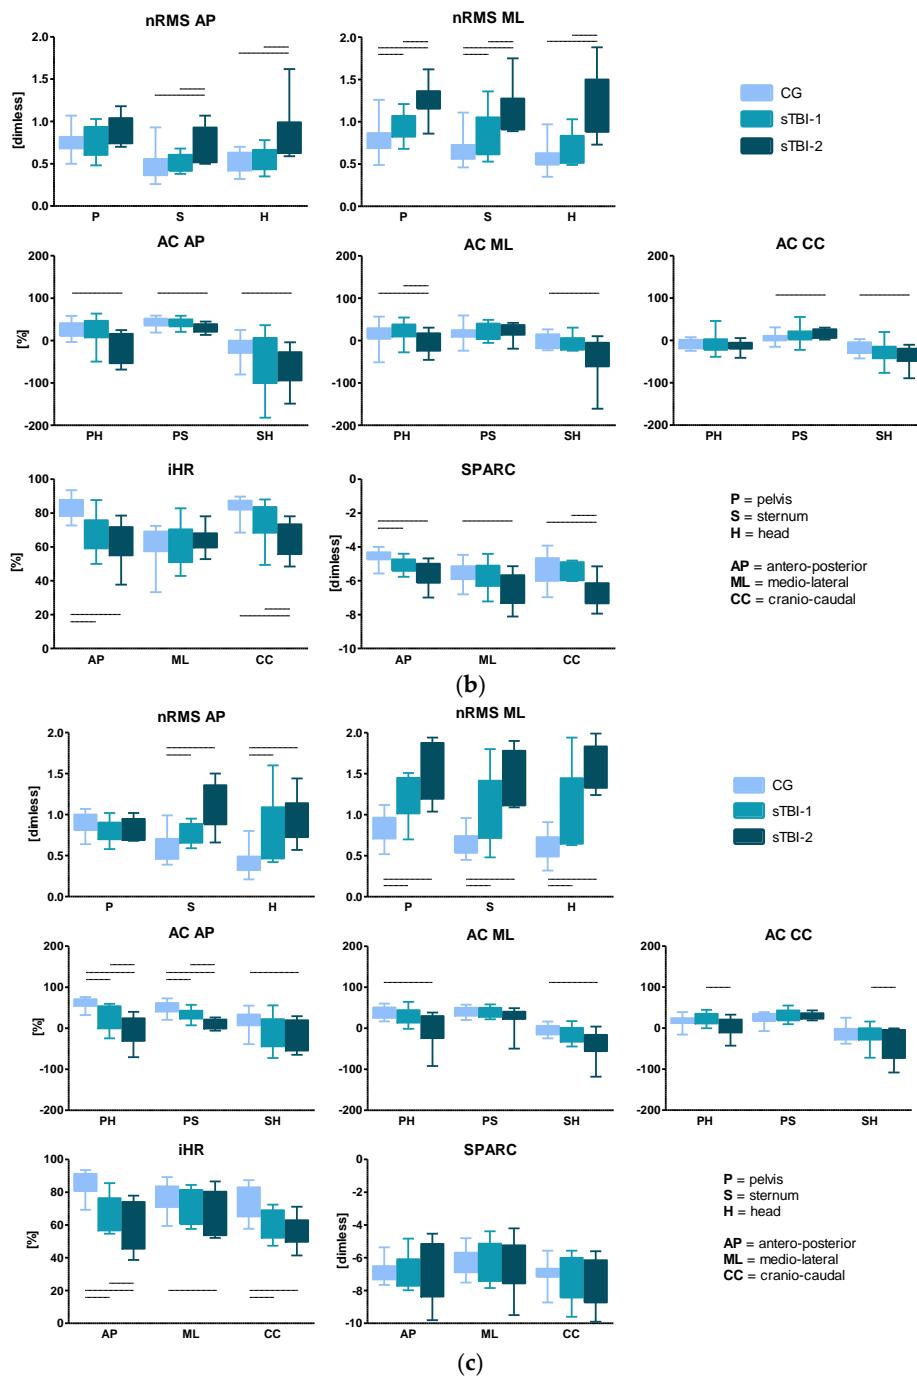 nRMS AP
nRMS ML
[dimless]
2.0
1.5
1.0
0.5
0.0
P
S
H
2.0
1.5
1.0
0.5
0.0
P
S
H
CG
sTBI-1
sTBI-2
AC AP
AC ML
AC CC
[%]
200
100
0
-100
-200
PH
PS
SH
200
100
0
-100
-200
PH
PS
SH
200
100
0
-100
-200
PH
PS
SH
iHR
SPARC
[%]
100
80
60
40
20
0
AP
ML
CC
[dimless]
-0
-2
-4
-6
-8
-10
AP
ML
CC
P = pelvis
S = sternum
H = head
AP = antero-posterior
ML = medio-lateral
CC = cranio-caudal
(b)
nRMS AP
nRMS ML
[dimless]
2.0
1.5
1.0
0.5
0.0
P
S
H
2.0
1.5
1.0
0.5
0.0
P
S
H
CG
sTBI-1
sTBI-2
AC AP
AC ML
AC CC
[%]
200
100
0
-100
-200
PH
PS
SH
200
100
0
-100
-200
PH
PS
SH
200
100
0
-100
-200
PH
PS
SH
iHR
SPARC
[%]
100
80
60
40
20
0
AP
ML
CC
[dimless]
-0
-2
-4
-6
-8
-10
AP
ML
CC
P = pelvis
S = sternum
H = head
AP = antero-posterior
ML = medio-lateral
CC = cranio-caudal
(c)